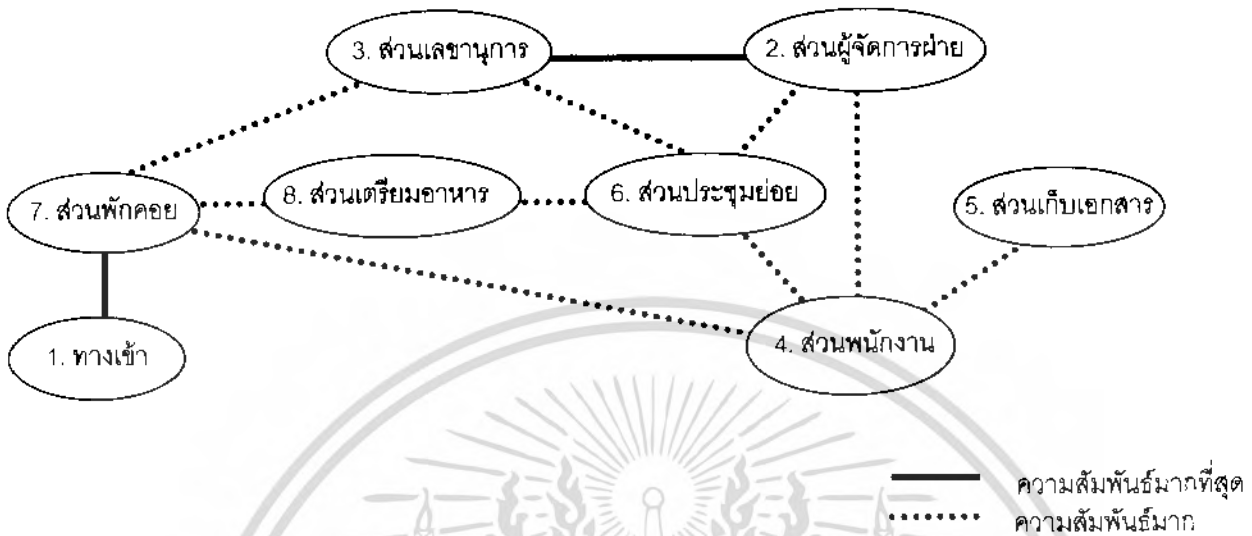 3. ส่วนเลขานุการ
2. ส่วนผู้จัดการฝ่าย
8. ส่วนเตรียมอาหาร
6. ส่วนประชุมย่อย
7. ส่วนพักคอย
5. ส่วนเก็บเอกสาร
1. ทางเข้า
4. ส่วนพนักงาน
ความสัมพันธ์มากที่สุด
ความสัมพันธ์มาก